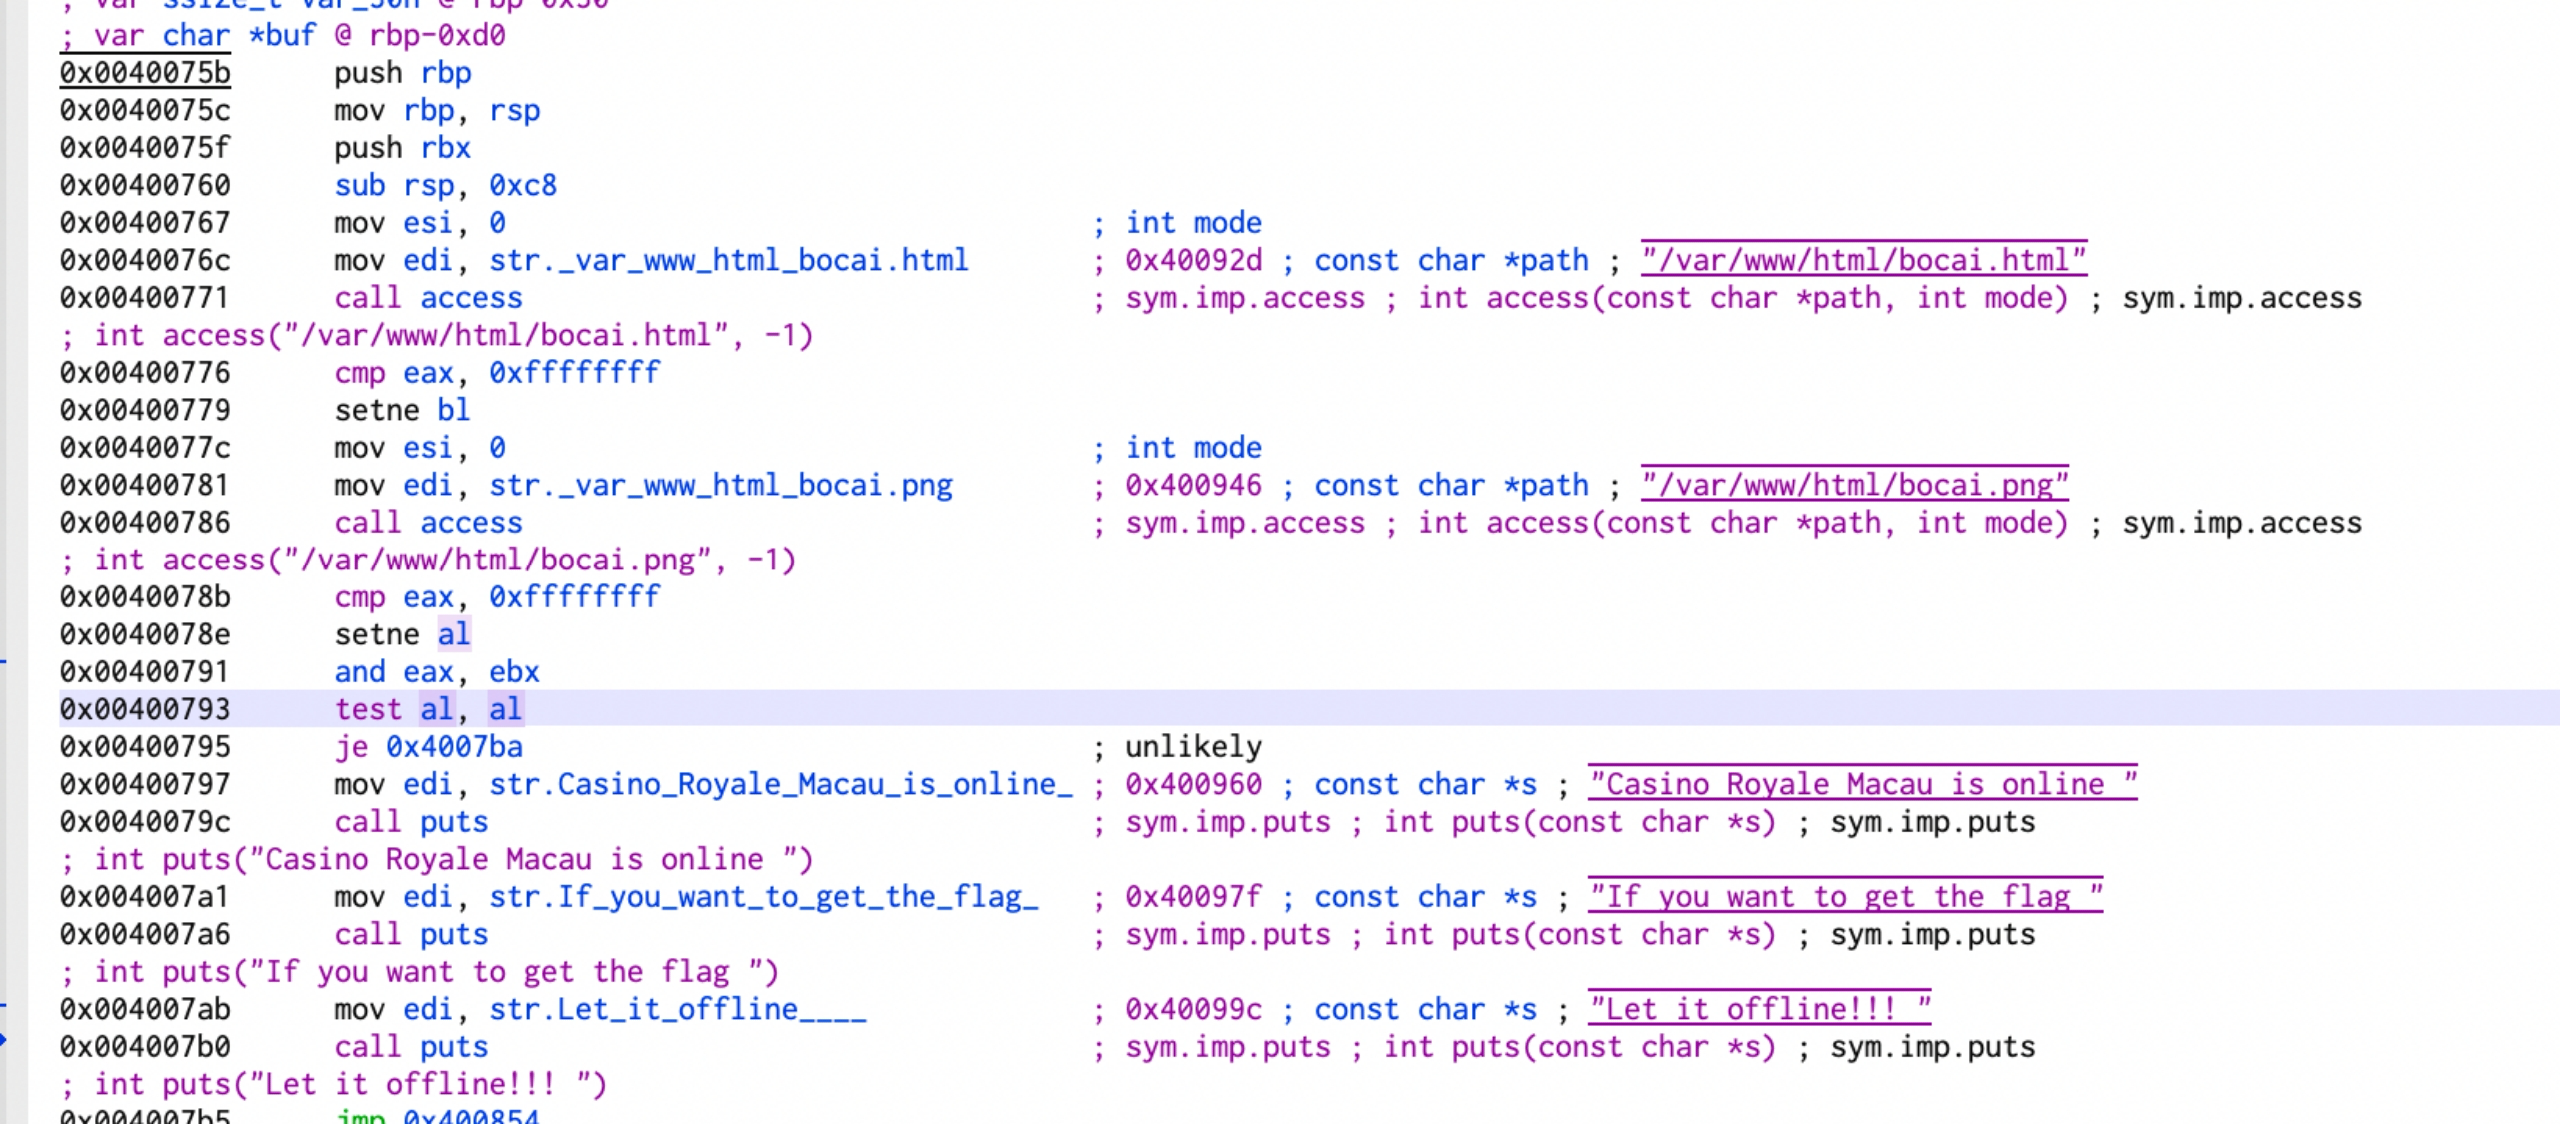 ; var ssize_t var_30h @ rbp-0x30
; var char *buf @ rbp-0xd0
0x0040075b push rbp
0x0040075c mov rbp, rsp
0x0040075f push rbx
0x00400760 sub rsp, 0xc8
0x00400767 mov esi, 0 ; int mode
0x0040076c mov edi, str._var_www_html_bocai.html ; 0x40092d ; const char *path ; "/var/www/html/bocai.html"
0x00400771 call access ; sym.imp.access ; int access(const char *path, int mode) ; sym.imp.access
; int access("/var/www/html/bocai.html", -1)
0x00400776 cmp eax, 0xffffffff
0x00400779 setne bl
0x0040077c mov esi, 0 ; int mode
0x00400781 mov edi, str._var_www_html_bocai.png ; 0x400946 ; const char *path ; "/var/www/html/bocai.png"
0x00400786 call access ; sym.imp.access ; int access(const char *path, int mode) ; sym.imp.access
; int access("/var/www/html/bocai.png", -1)
0x0040078b cmp eax, 0xffffffff
0x0040078e setne al
0x00400791 and eax, ebx
0x00400793 test al, al
0x00400795 je 0x4007ba ; unlikely
0x00400797 mov edi, str.Casino_Royale_Macau_is_online_ ; 0x400960 ; const char *s ; "Casino Royale Macau is online "
0x0040079c call puts ; sym.imp.puts ; int puts(const char *s) ; sym.imp.puts
; int puts("Casino Royale Macau is online ")
0x004007a1 mov edi, str.If_you_want_to_get_the_flag_ ; 0x40097f ; const char *s ; "If you want to get the flag "
0x004007a6 call puts ; sym.imp.puts ; int puts(const char *s) ; sym.imp.puts
; int puts("If you want to get the flag ")
0x004007ab mov edi, str.Let_it_offline____ ; 0x40099c ; const char *s ; "Let it offline!!! "
0x004007b0 call puts ; sym.imp.puts ; int puts(const char *s) ; sym.imp.puts
; int puts("Let it offline!!! ")
0x004007b5 jmp 0x400854